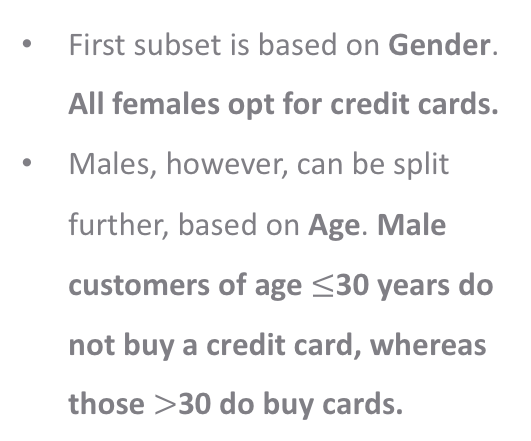 • First subset is based on Gender.
All females opt for credit cards.
• Males, however, can be split
further, based on Age. Male
customers of age ≤30 years do
not buy a credit card, whereas
those >30 do buy cards.